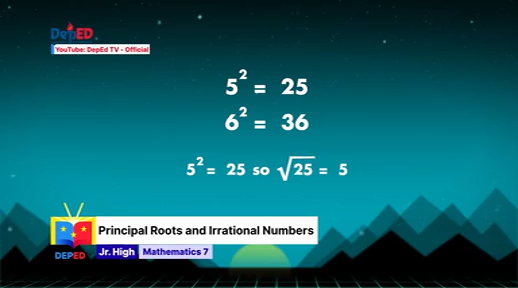 DepED
YouTube: DepEd TV - Official
5² = 25
6² = 36
5² = 25 so √25 = 5
Principal Roots and Irrational Numbers
Jr. High Mathematics 7
DEPED